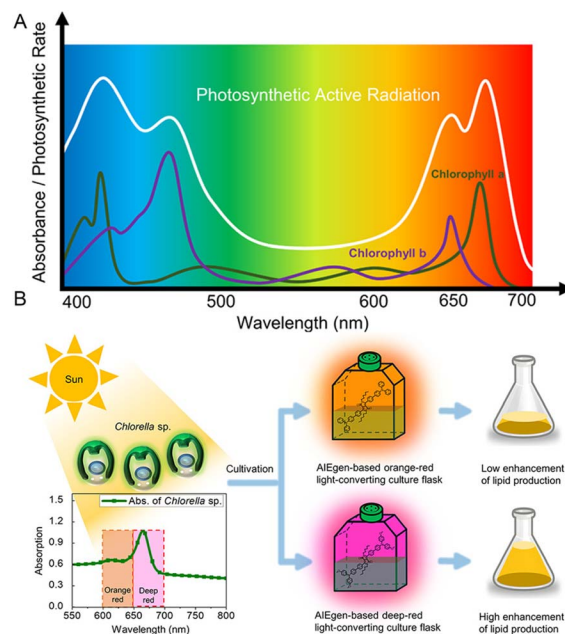 A
Absorbance / Photosynthetic Rate
Photosynthetic Active Radiation
Chlorophyll a
Chlorophyll b
400
500
600
650
700
Wavelength (nm)
B
Sun
Chlorella sp.
Cultivation
AIEgen-based orange-red
light-converting culture flask
Low enhancement
of lipid production
Abs. of Chlorella sp.
1.5
1.2
0.9
0.6
0.3
0.0
Absorption
Orange
red
Deep
red
550 600 650 700 750 800
Wavelength (nm)
AIEgen-based deep-red
light-converting culture flask
High enhancement
of lipid production